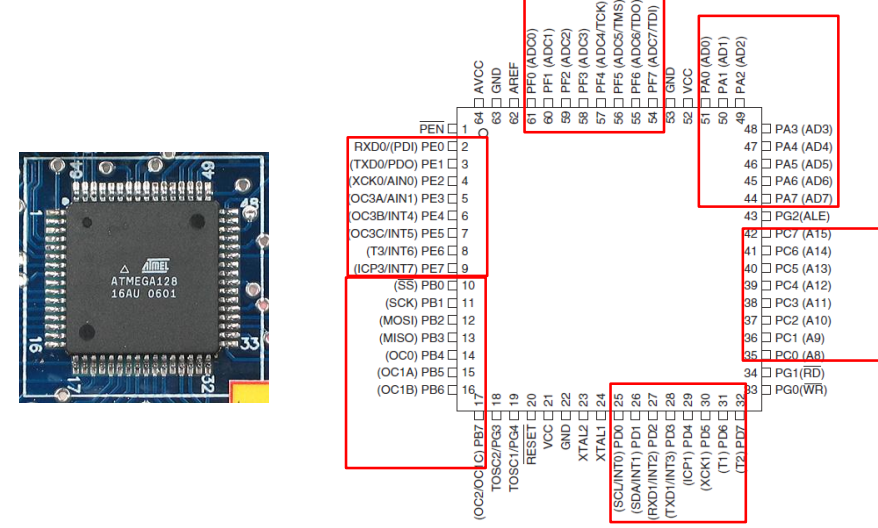 64
49
1
48
ATMEL
ATMEGA128
16AU 0601
16
33
17
32
64 AVCC
63 GND
62 AREF
61 PF0 (ADC0)
60 PF1 (ADC1)
59 PF2 (ADC2)
58 PF3 (ADC3)
57 PF4 (ADC4/TCK)
56 PF5 (ADC5/TMS)
55 PF6 (ADC6/TDO)
54 PF7 (ADC7/TDI)
53 GND
52 VCC
51 PA0 (AD0)
50 PA1 (AD1)
49 PA2 (AD2)
PEN 1
RXD0/(PDI) PE0 2
(TXD0/PDO) PE1 3
(XCK0/AIN0) PE2 4
(OC3A/AIN1) PE3 5
(OC3B/INT4) PE4 6
(OC3C/INT5) PE5 7
(T3/INT6) PE6 8
(ICP3/INT7) PE7 9
(SS) PB0 10
(SCK) PB1 11
(MOSI) PB2 12
(MISO) PB3 13
(OC0) PB4 14
(OC1A) PB5 15
(OC1B) PB6 16
48 PA3 (AD3)
47 PA4 (AD4)
46 PA5 (AD5)
45 PA6 (AD6)
44 PA7 (AD7)
43 PG2(ALE)
42 PC7 (A15)
41 PC6 (A14)
40 PC5 (A13)
39 PC4 (A12)
38 PC3 (A11)
37 PC2 (A10)
36 PC1 (A9)
35 PC0 (A8)
34 PG1(RD)
33 PG0(WR)
(OC2/OC1C) PB7 17
TOSC2/PG3 18
TOSC1/PG4 19
RESET 20
VCC 21
GND 22
XTAL2 23
XTAL1 24
(SCL/INT0) PD0 25
(SDA/INT1) PD1 26
(RXD1/INT2) PD2 27
(TXD1/INT3) PD3 28
(ICP1) PD4 29
(XCK1) PD5 30
(T1) PD6 31
(T2) PD7 32